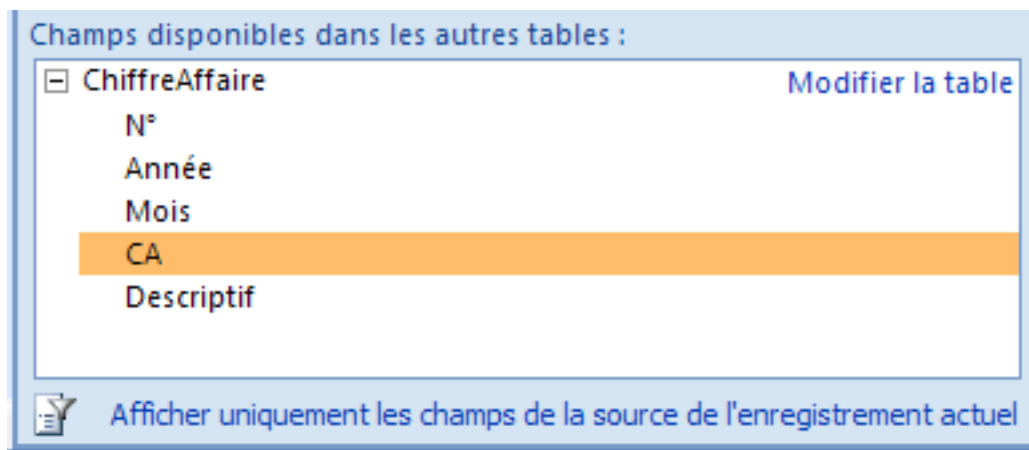 Champs disponibles dans les autres tables :
ChiffreAffaire Modifier la table
N°
Année
Mois
CA
Descriptif
Afficher uniquement les champs de la source de l'enregistrement actuel